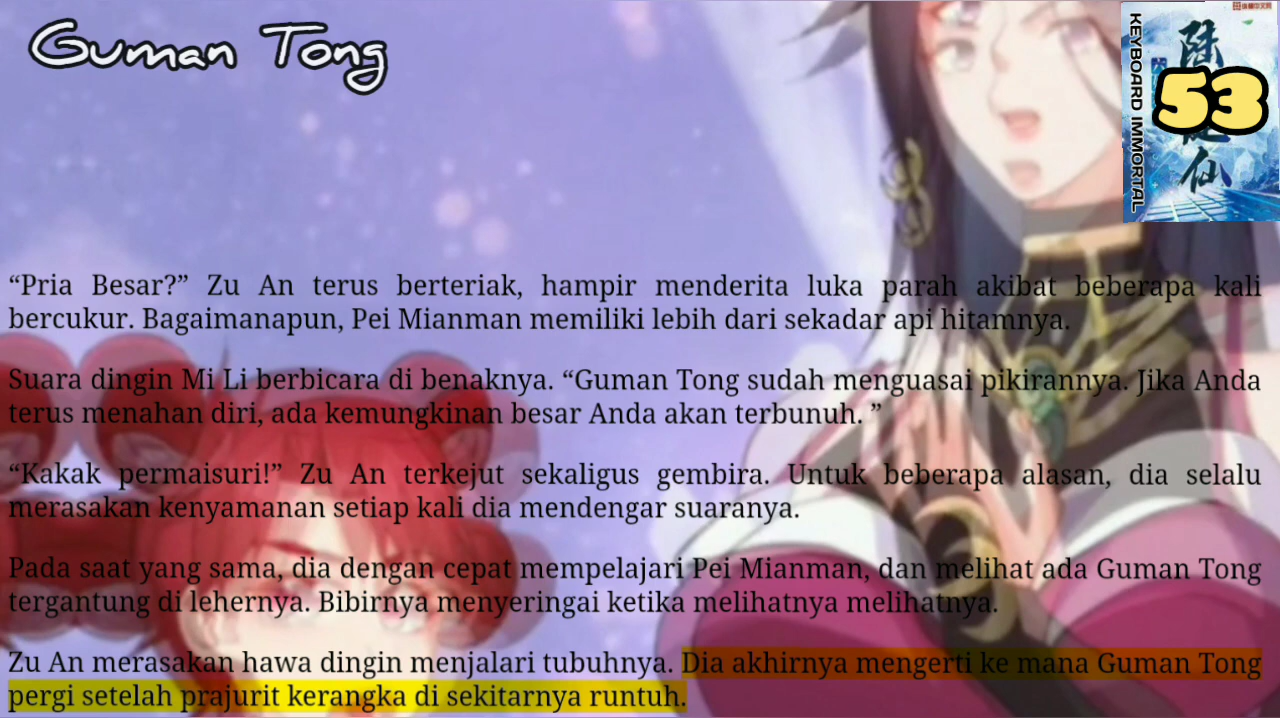 Guman Tong
KEYBOARD IMMORTAL
53
“Pria Besar?” Zu An terus berteriak, hampir menderita luka parah akibat beberapa kali
bercukur. Bagaimanapun, Pei Mianman memiliki lebih dari sekadar api hitamnya.
Suara dingin Mi Li berbicara di benaknya. “Guman Tong sudah menguasai pikirannya. Jika Anda
terus menahan diri, ada kemungkinan besar Anda akan terbunuh. ”
“Kakak permaisuri!” Zu An terkejut sekaligus gembira. Untuk beberapa alasan, dia selalu
merasakan kenyamanan setiap kali dia mendengar suaranya.
Pada saat yang sama, dia dengan cepat mempelajari Pei Mianman, dan melihat ada Guman Tong
tergantung di lehernya. Bibirnya menyeringai ketika melihatnya melihatnya.
Zu An merasakan hawa dingin menjalari tubuhnya. Dia akhirnya mengerti ke mana Guman Tong
pergi setelah prajurit kerangka di sekitarnya runtuh.